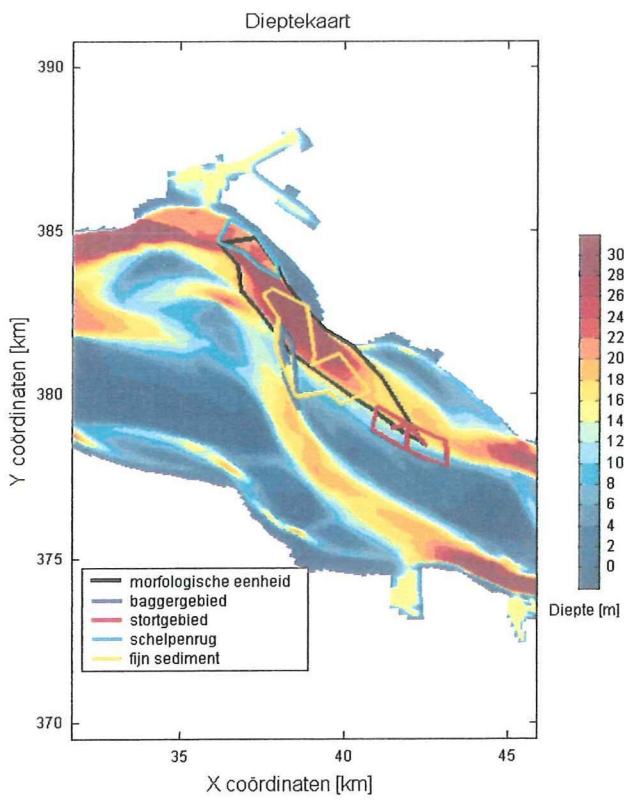 Dieptekaart
390
385
380
375
370
Y coördinaten [km]
35
40
45
X coördinaten [km]
morfologische eenheid
baggergebied
stortgebied
schelpenrug
fijn sediment
30
28
26
24
22
20
18
16
14
12
10
8
6
4
2
0
Diepte [m]